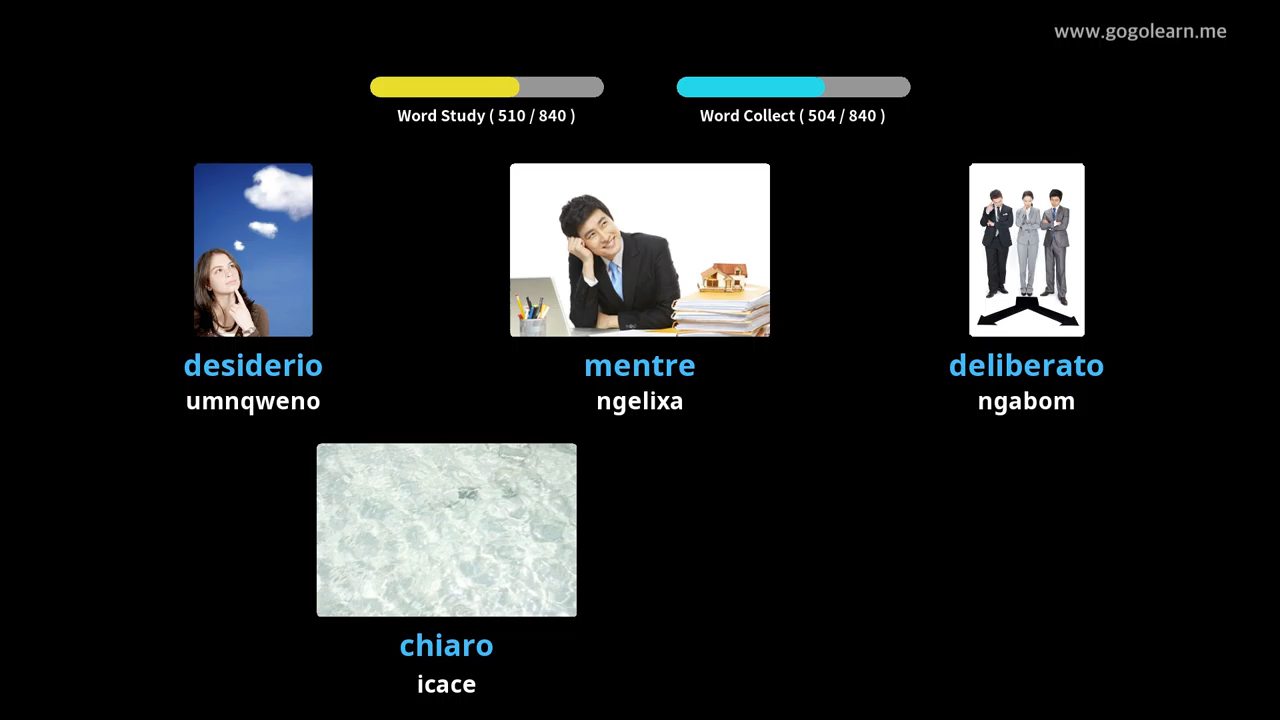 www.gogolearn.me
Word Study ( 510 / 840 )
Word Collect ( 504 / 840 )
desiderio
umnqweno
mentre
ngelixa
deliberato
ngabom
chiaro
icace